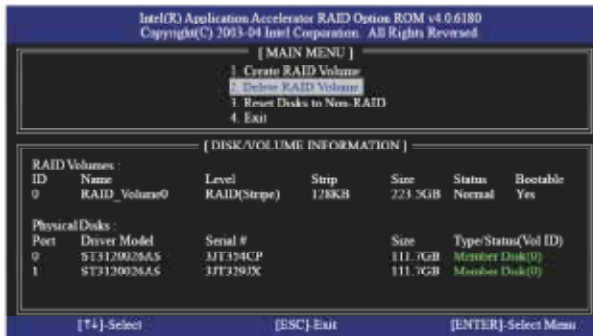 Intel(R) Application Accelerator RAID Option ROM v4.0.6180
Copyright(C) 2003-04 Intel Corporation. All Rights Reversed.
[ MAIN MENU ]
1. Create RAID Volume
2. Delete RAID Volume
3. Reset Disks to Non-RAID
4. Exit
[ DISK/VOLUME INFORMATION ]
RAID Volumes :
ID Name Level Strip Size Status Bootable
0 RAID_Volume0 RAID(Stripe) 128KB 223.5GB Normal Yes
Physical Disks :
Port Driver Model Serial # Size Type/Status(Vol ID)
0 ST3120026AS 3JT354CP 111.7GB Member Disk(0)
1 ST3120026AS 3JT329JX 111.7GB Member Disk(0)
[↑↓]-Select [ESC]-Exit [ENTER]-Select Menu